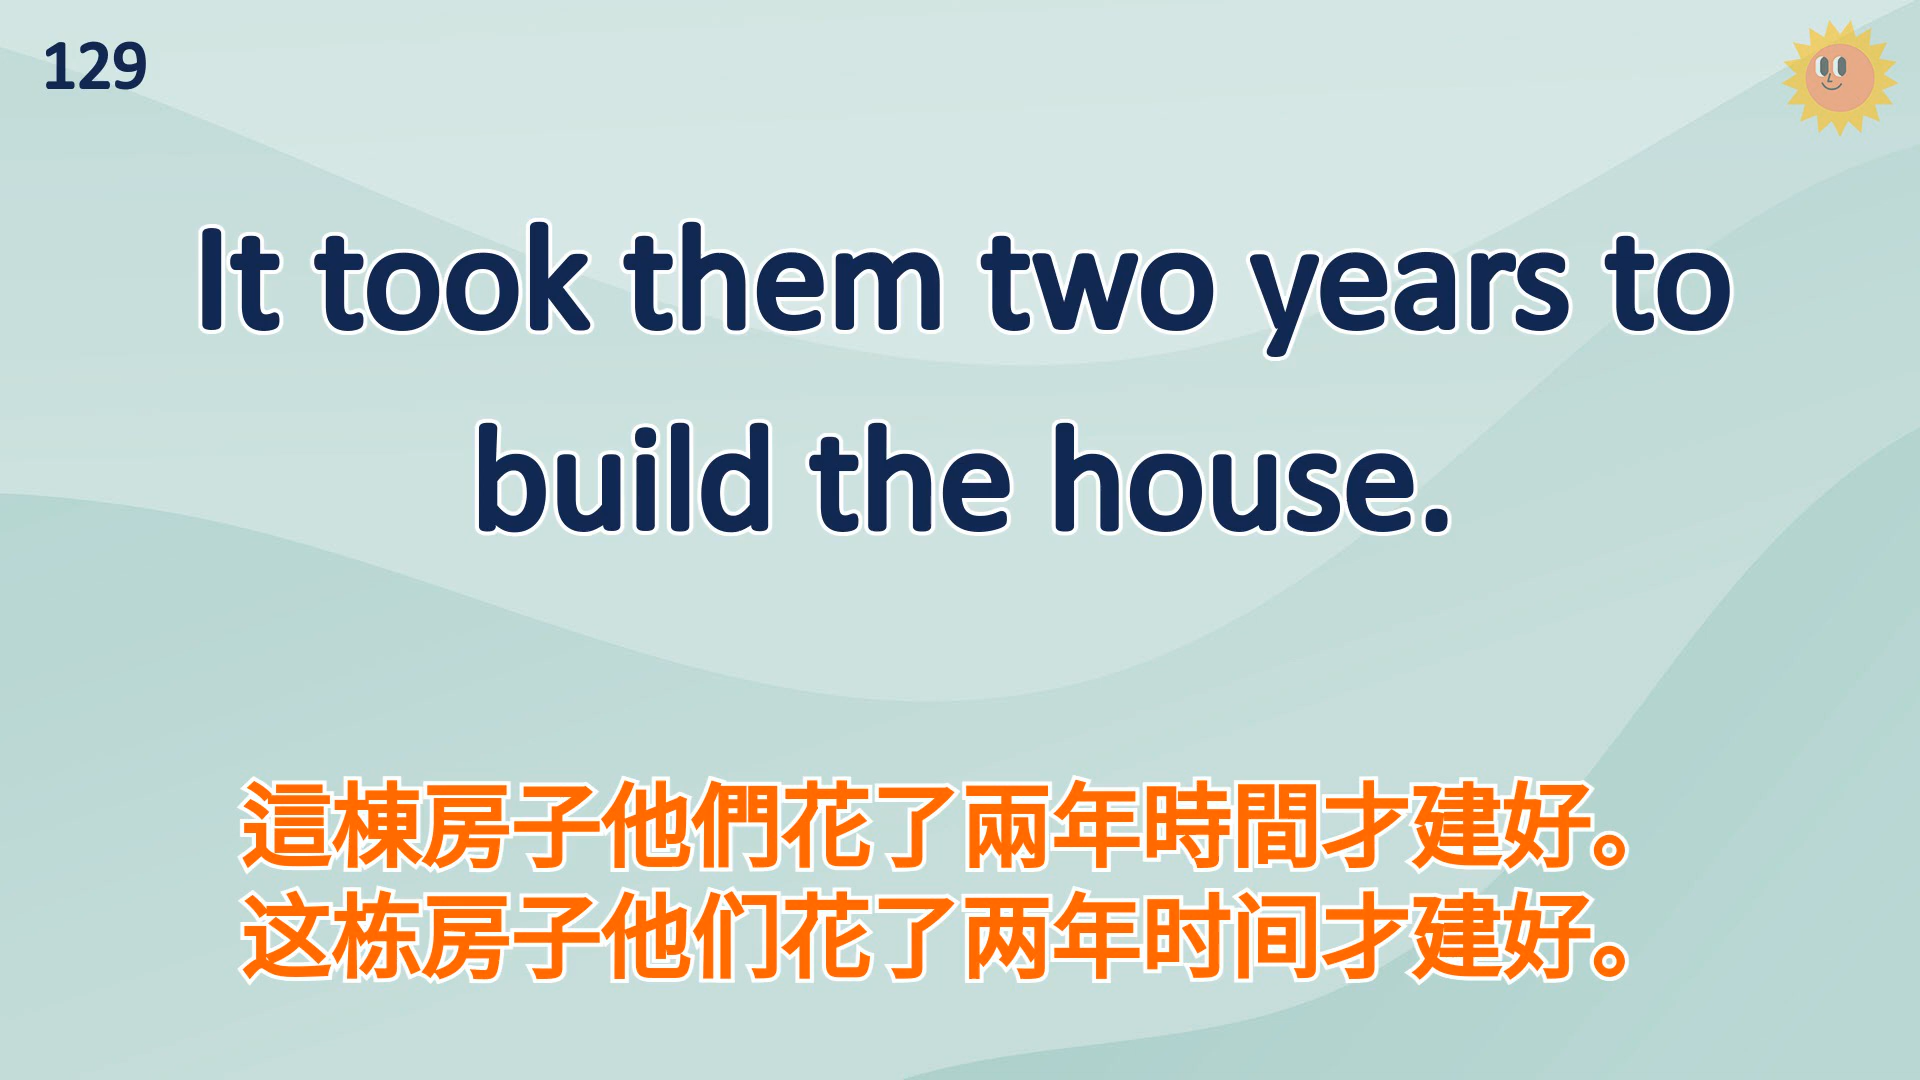 129
It took them two years to
build the house.
這棟房子他們花了兩年時間才建好。
这栋房子他们花了两年时间才建好。